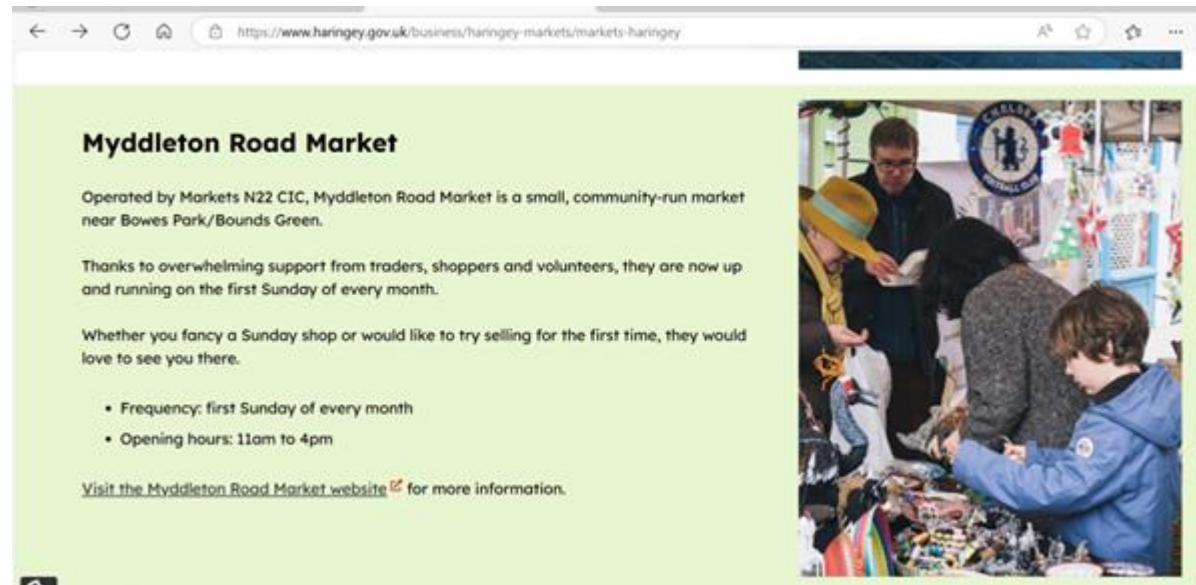 https://www.haringey.gov.uk/business/haringey-markets/markets-haringey
Myddleton Road Market
Operated by Markets N22 CIC, Myddleton Road Market is a small, community-run market
near Bowes Park/Bounds Green.
Thanks to overwhelming support from traders, shoppers and volunteers, they are now up
and running on the first Sunday of every month.
Whether you fancy a Sunday shop or would like to try selling for the first time, they would
love to see you there.
• Frequency: first Sunday of every month
• Opening hours: 11am to 4pm
Visit the Myddleton Road Market website for more information.
CHELSEA
FOOTBALL CLUB